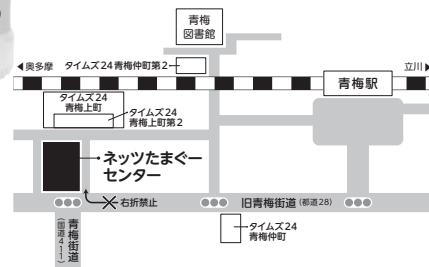 青梅
図書館
◀奥多摩
タイムズ24青梅仲町第2
立川▶
青梅駅
タイムズ24
青梅上町
タイムズ24
青梅上町第2
ネッツたまぐー
センター
右折禁止
旧青梅街道(都道28)
青梅街道
(国道411)
タイムズ24
青梅仲町